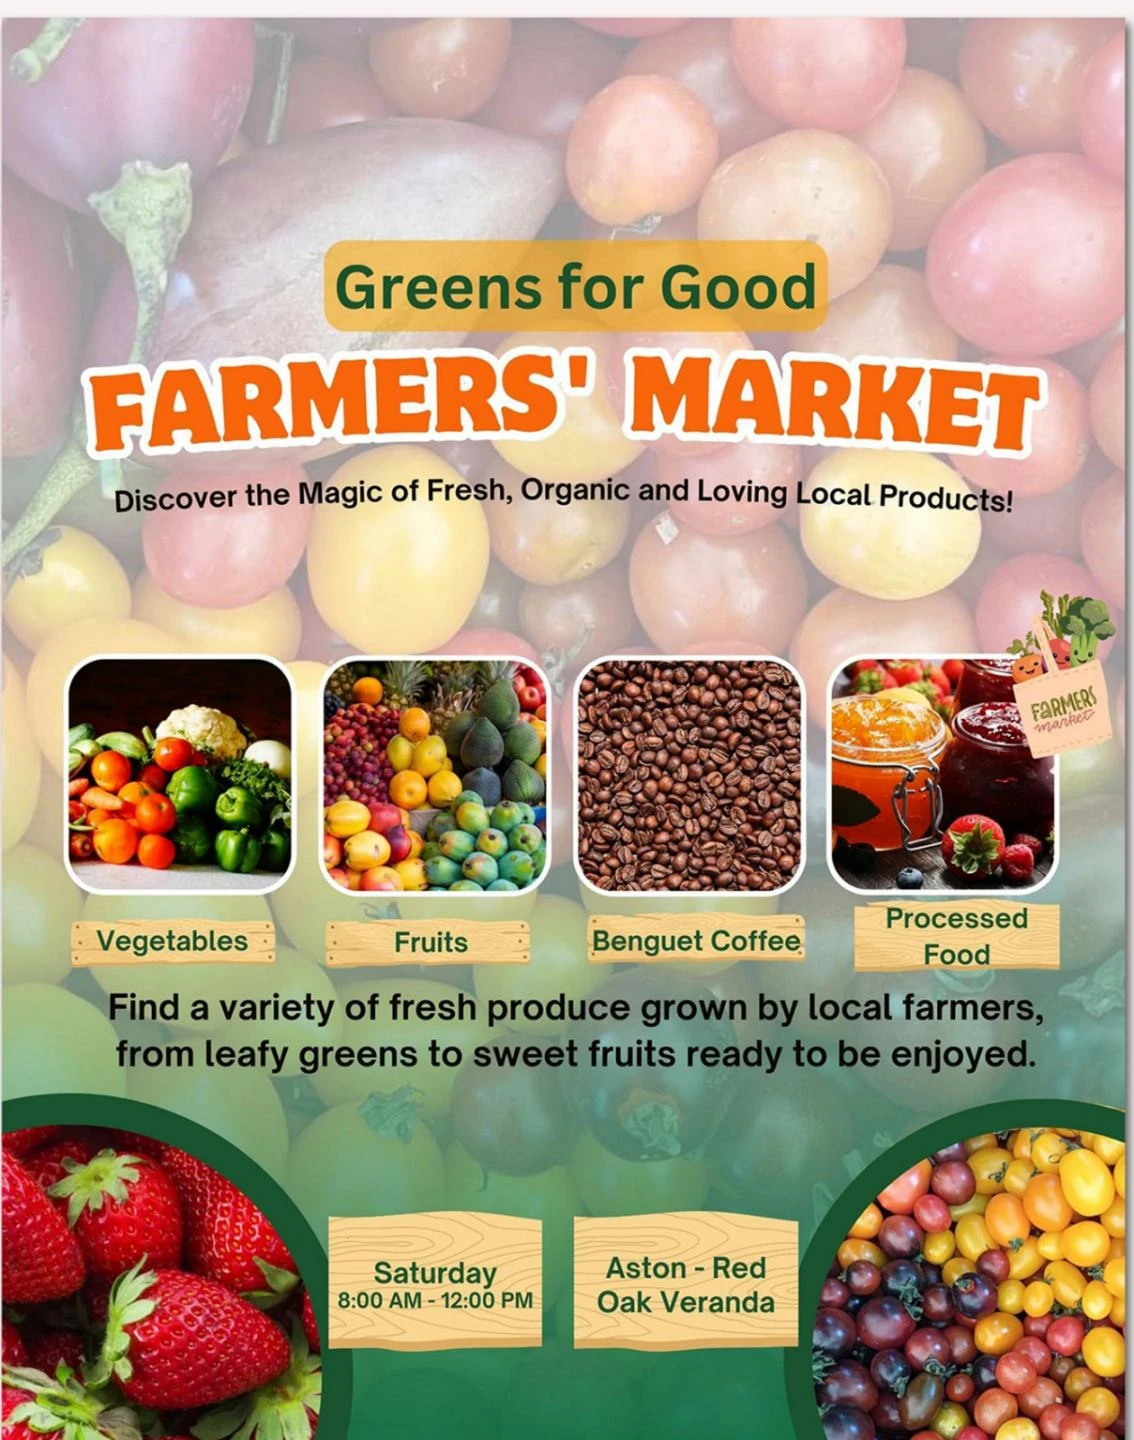 Greens for Good
FARMERS' MARKET
Discover the Magic of Fresh, Organic and Loving Local Products!
FARMERS
market
Vegetables
Fruits
Benguet Coffee
Processed
Food
Find a variety of fresh produce grown by local farmers,
from leafy greens to sweet fruits ready to be enjoyed.
Saturday
8:00 AM - 12:00 PM
Aston - Red
Oak Veranda